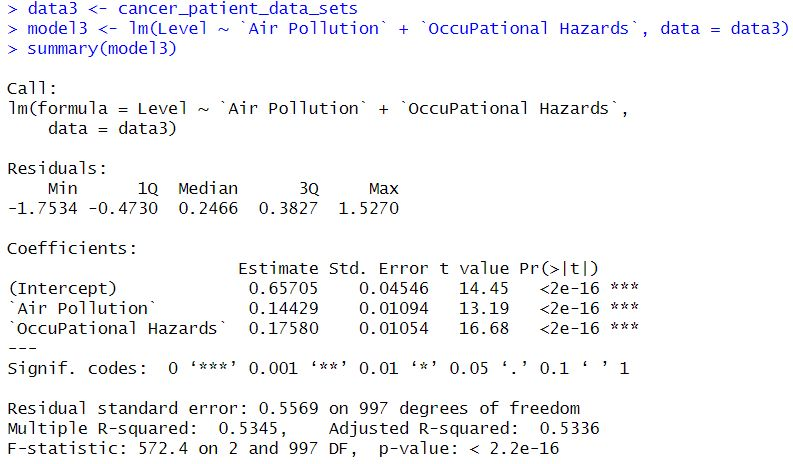 > data3 <- cancer_patient_data_sets
> model3 <- lm(Level ~ `Air Pollution` + `OccuPational Hazards`, data = data3)
> summary(model3)

Call:
lm(formula = Level ~ `Air Pollution` + `OccuPational Hazards`,
    data = data3)

Residuals:
    Min      1Q  Median      3Q     Max
-1.7534 -0.4730  0.2466  0.3827  1.5270

Coefficients:
                       Estimate Std. Error t value Pr(>|t|)
(Intercept)             0.65705    0.04546   14.45   <2e-16 ***
`Air Pollution`         0.14429    0.01094   13.19   <2e-16 ***
`OccuPational Hazards`  0.17580    0.01054   16.68   <2e-16 ***
---
Signif. codes:  0 ‘***’ 0.001 ‘**’ 0.01 ‘*’ 0.05 ‘.’ 0.1 ‘ ’ 1

Residual standard error: 0.5569 on 997 degrees of freedom
Multiple R-squared:  0.5345,	Adjusted R-squared:  0.5336
F-statistic: 572.4 on 2 and 997 DF,  p-value: < 2.2e-16